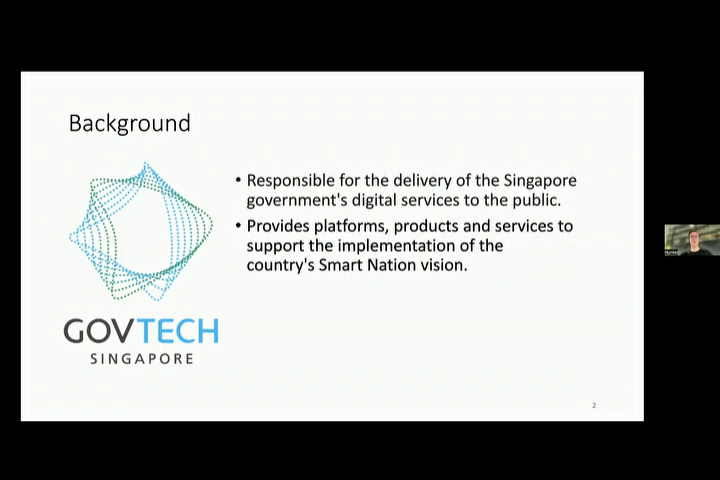 Background
• Responsible for the delivery of the Singapore
government's digital services to the public.
• Provides platforms, products and services to
support the implementation of the
country's Smart Nation vision.
GOVTECH
SINGAPORE
2